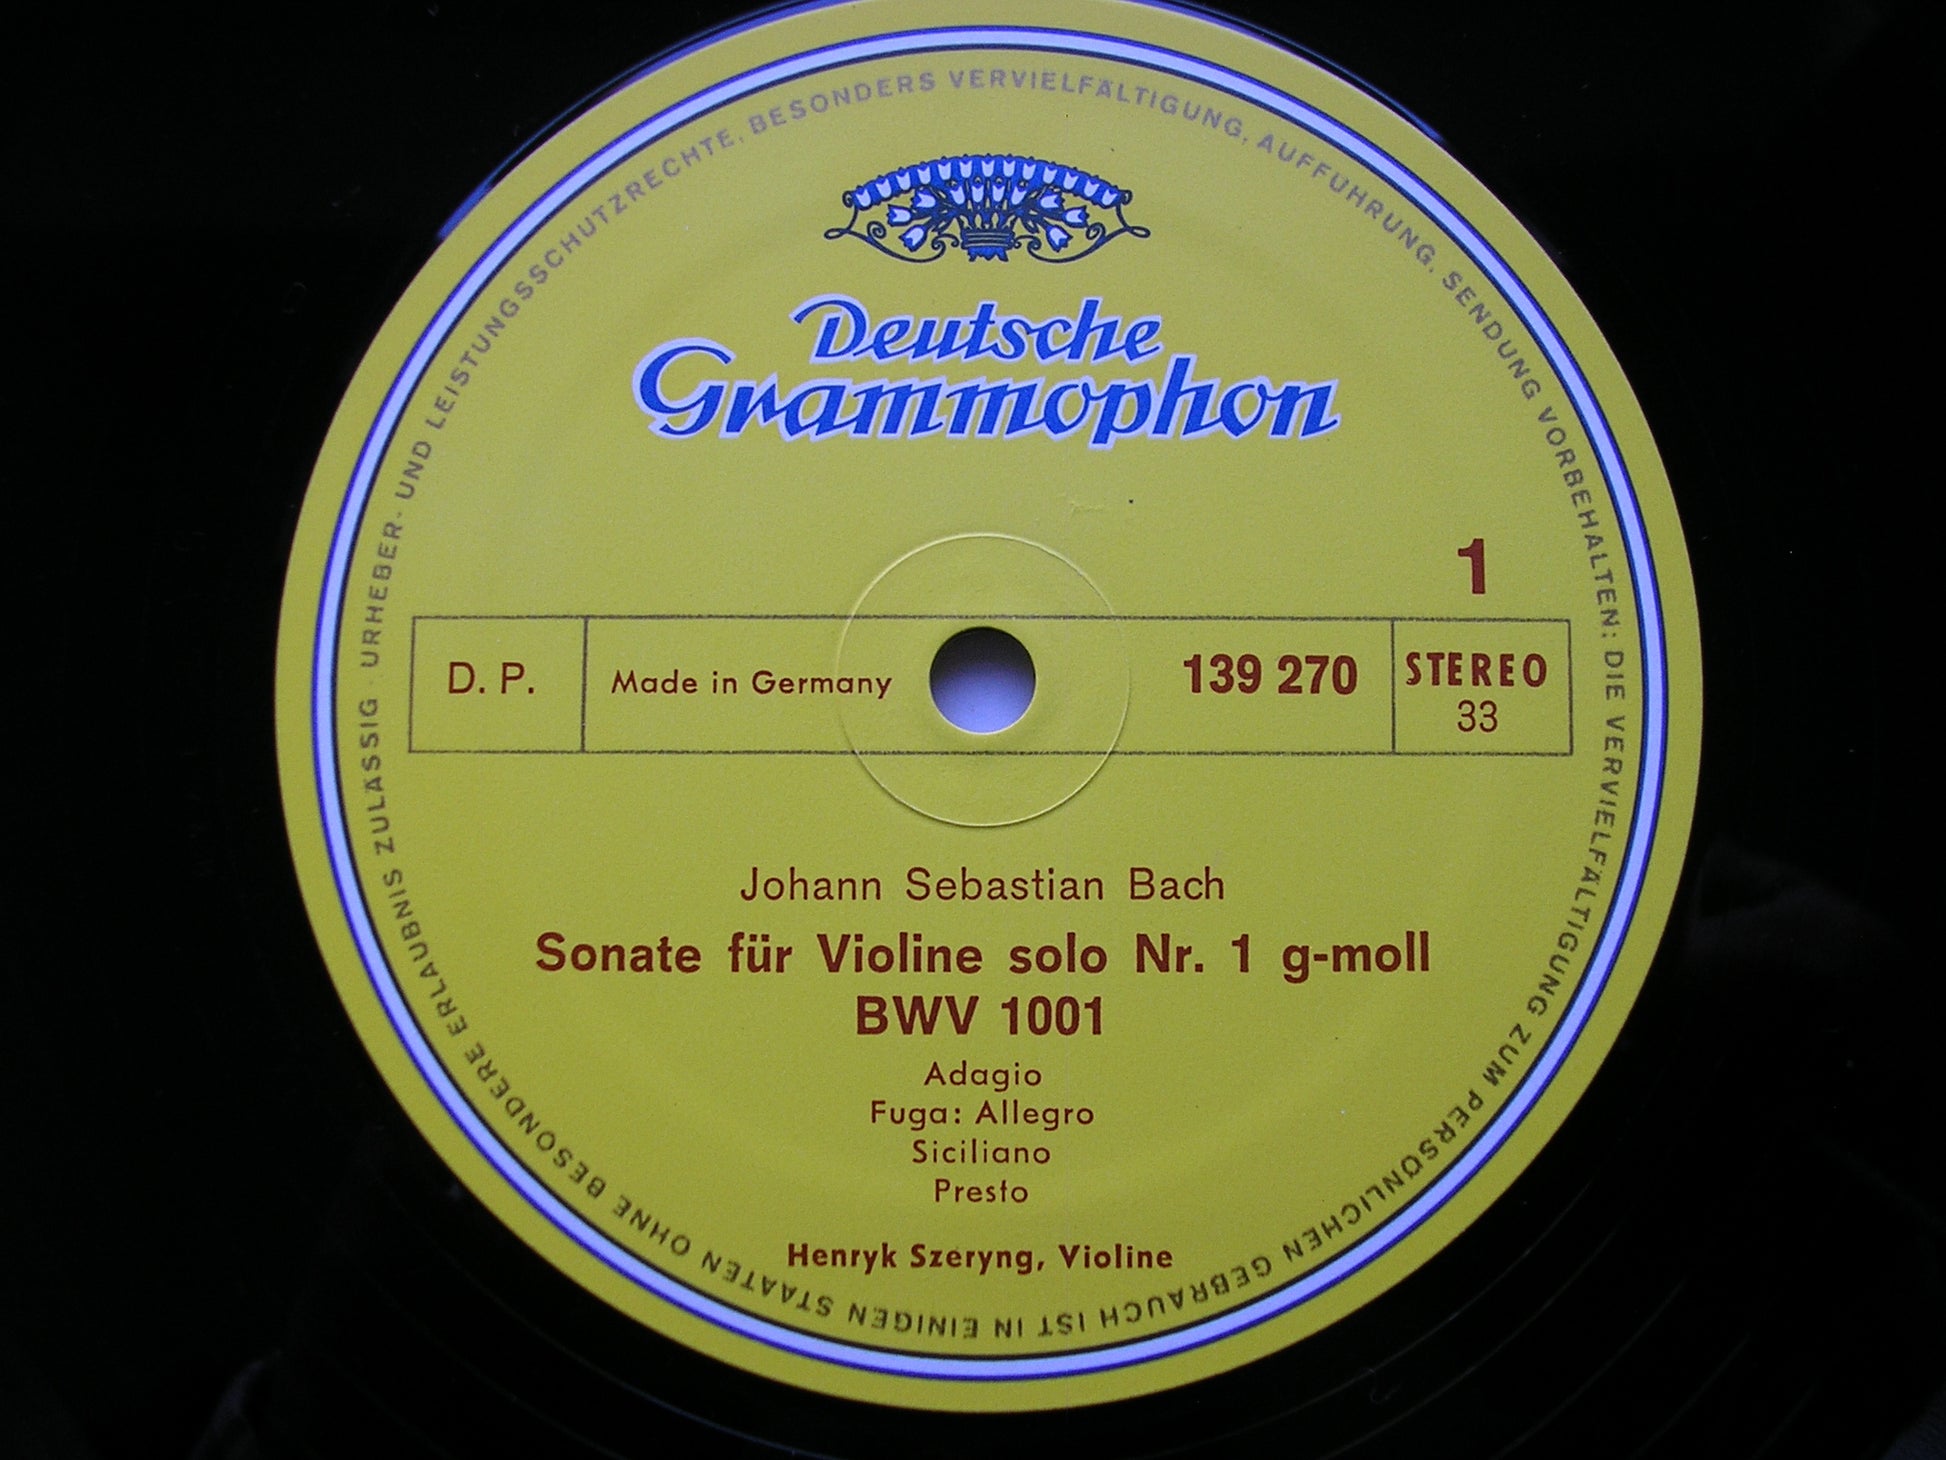 URHEBER- UND LEISTUNGSSCHUTZRECHTE, BESONDERS VERVIELFÄLTIGUNG, AUFFÜHRUNG, SENDUNG VORBEHALTEN: DIE VERVIELFÄLTIGUNG ZUM PERSÖNLICHEN GEBRAUCH IST IN EINIGEN STAATEN OHNE BESONDERE ERLAUBNIS ZULÄSSIG ·
Deutsche
Grammophon
1
D. P.
Made in Germany
139 270
STEREO
33
Johann Sebastian Bach
Sonate für Violine solo Nr. 1 g-moll
BWV 1001
Adagio
Fuga: Allegro
Siciliano
Presto
Henryk Szeryng, Violine